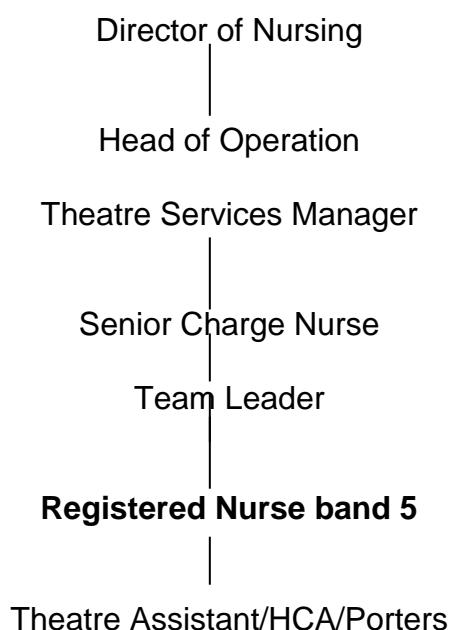 Director of Nursing
Head of Operation
Theatre Services Manager
Senior Charge Nurse
Team Leader
Registered Nurse band 5
Theatre Assistant/HCA/Porters